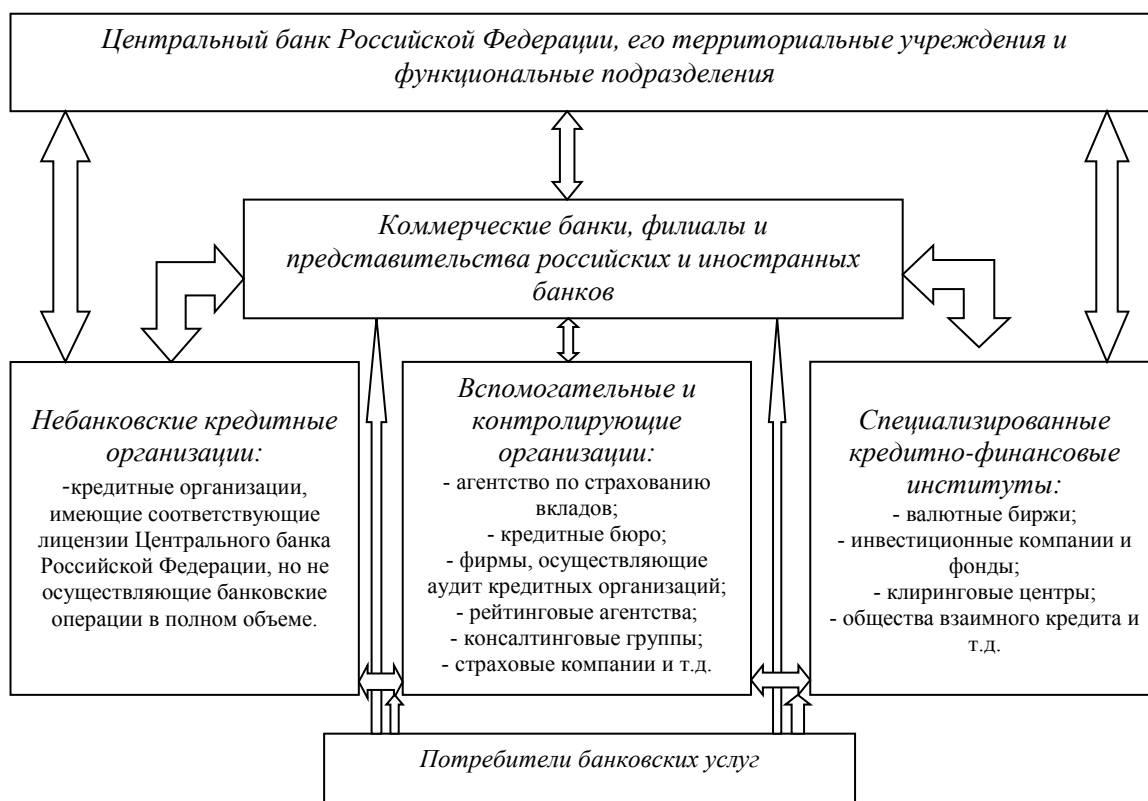 Центральный банк Российской Федерации, его территориальные учреждения и
функциональные подразделения
Коммерческие банки, филиалы и
представительства российских и иностранных
банков
Небанковские кредитные
организации:
-кредитные организации,
имеющие соответствующие
лицензии Центрального банка
Российской Федерации, но не
осуществляющие банковские
операции в полном объеме.
Вспомогательные и
контролирующие
организации:
- агентство по страхованию
вкладов;
- кредитные бюро;
- фирмы, осуществляющие
аудит кредитных организаций;
- рейтинговые агентства;
- консалтинговые группы;
- страховые компании и т.д.
Специализированные
кредитно-финансовые
институты:
- валютные биржи;
- инвестиционные компании и
фонды;
- клиринговые центры;
- общества взаимного кредита и
т.д.
Потребители банковских услуг